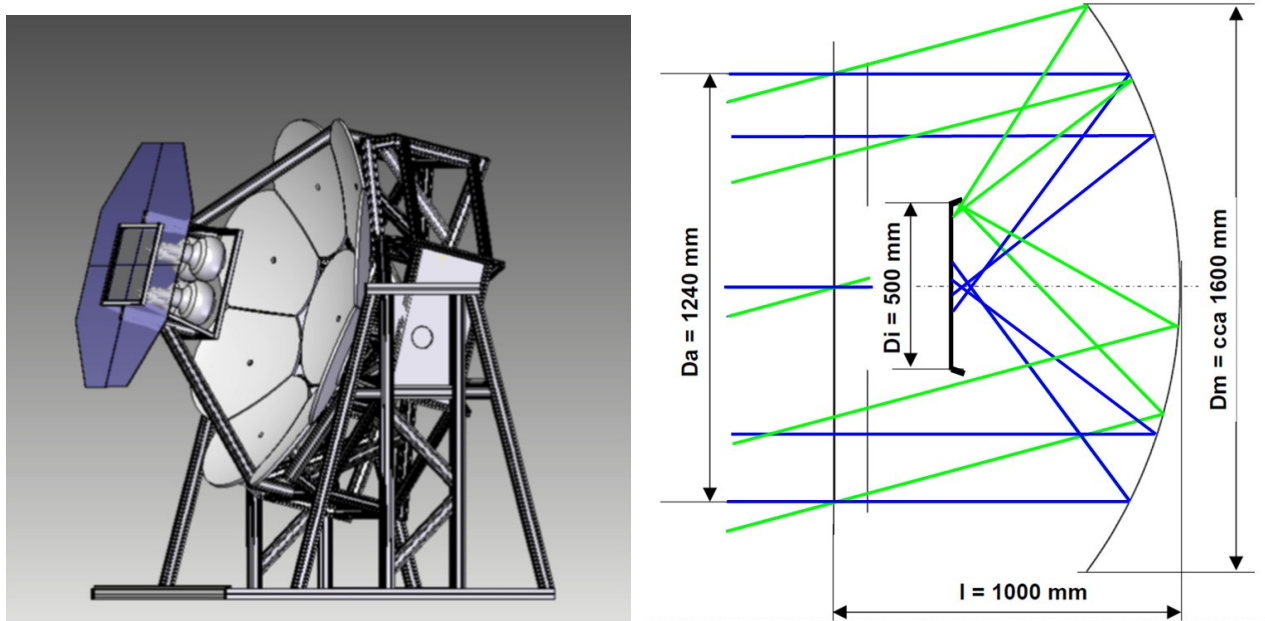 Da = 1240 mm
Di = 500 mm
Dm = cca 1600 mm
l = 1000 mm